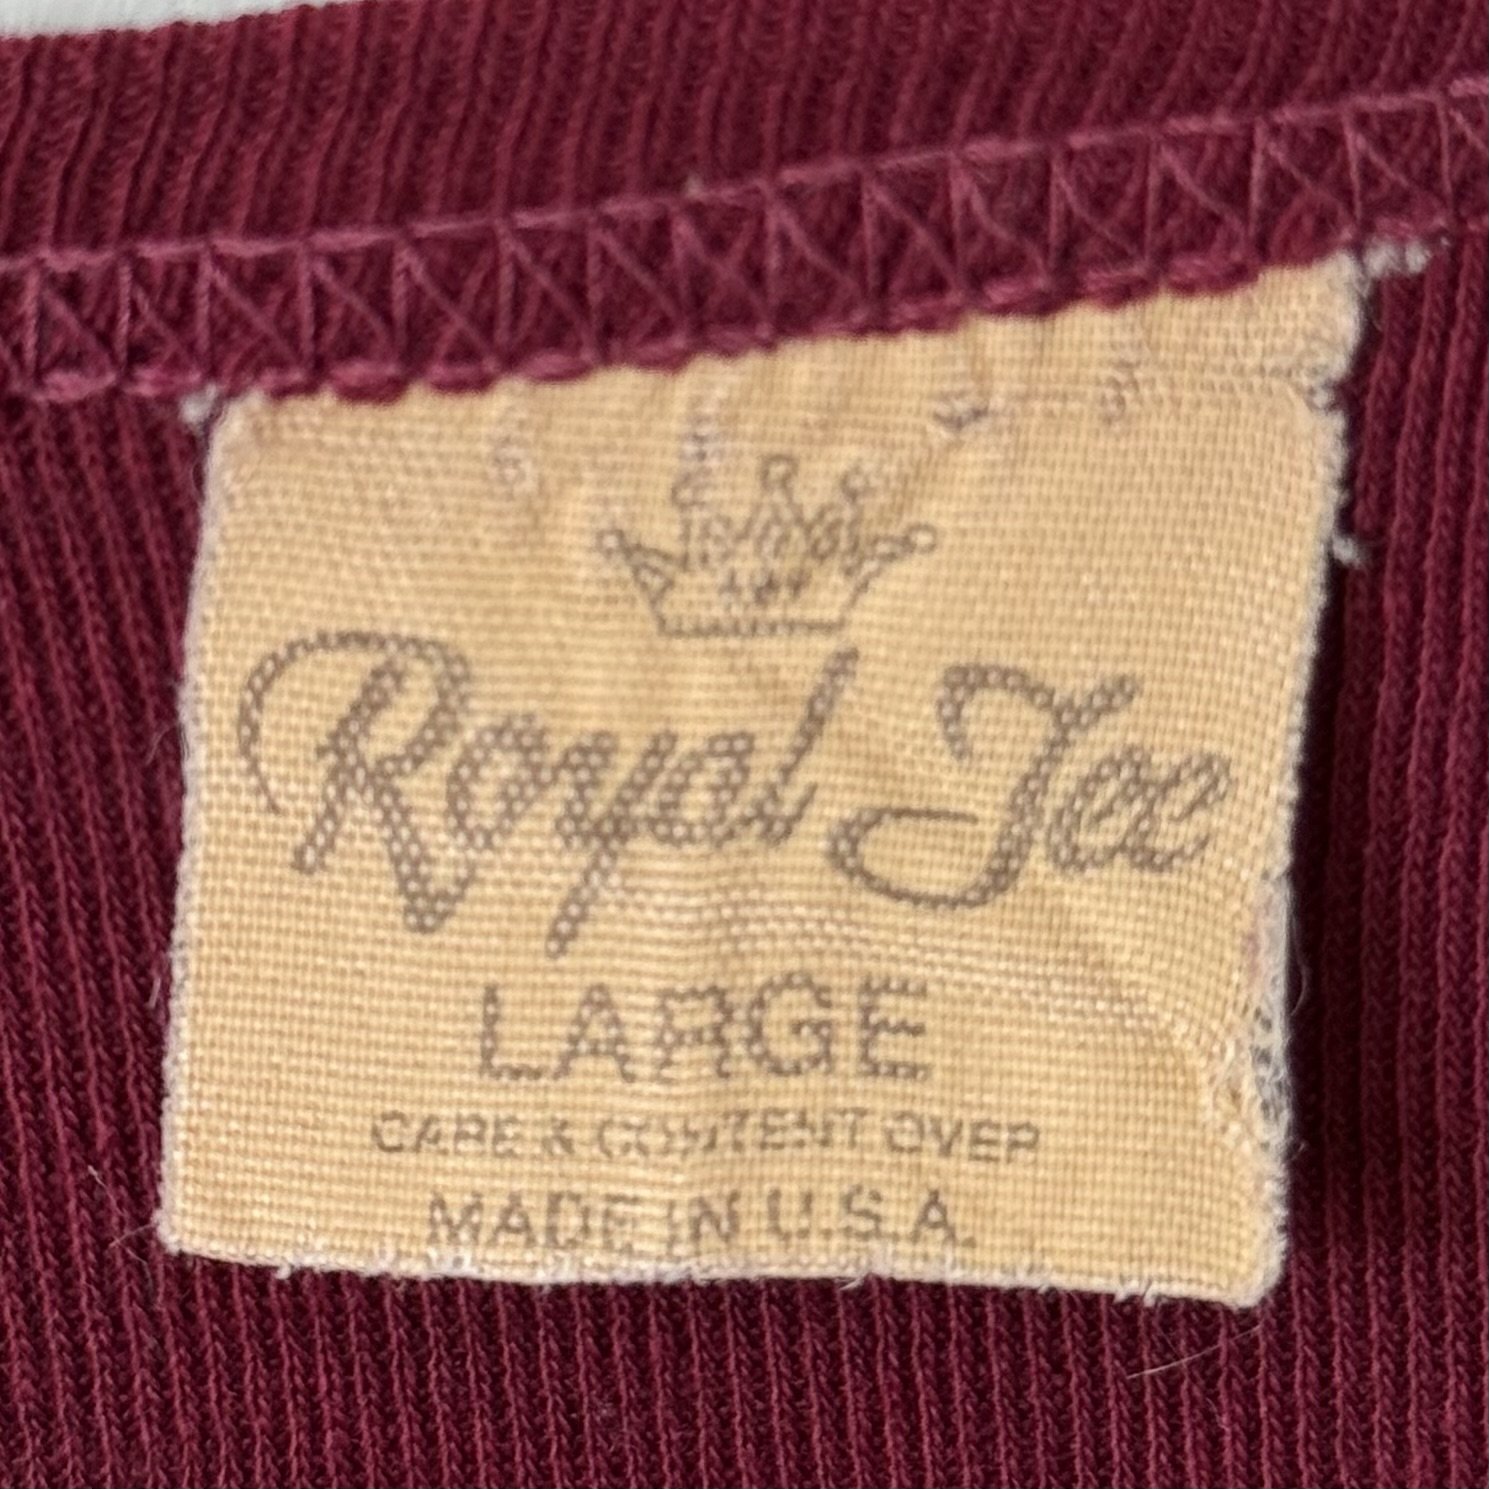 Royal Tee
LARGE
CARE & CONTENT OVER
MADE IN U.S.A.